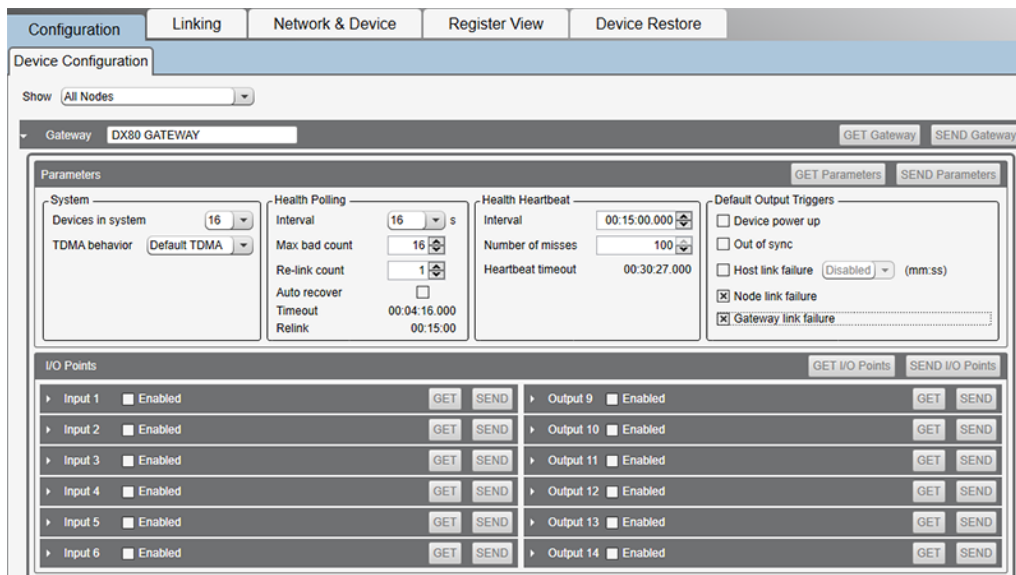 Configuration Linking Network & Device Register View Device Restore
Device Configuration
Show All Nodes
Gateway DX80 GATEWAY GET Gateway SEND Gateway
Parameters GET Parameters SEND Parameters
System
Devices in system 16
TDMA behavior Default TDMA
Health Polling
Interval 16 s
Max bad count 16
Re-link count 1
Auto recover
Timeout 00:04:16.000
Relink 00:15:00
Health Heartbeat
Interval 00:15:00.000
Number of misses 100
Heartbeat timeout 00:30:27.000
Default Output Triggers
Device power up
Out of sync
Host link failure Disabled (mm:ss)
Node link failure
Gateway link failure
I/O Points GET I/O Points SEND I/O Points
Input 1 Enabled GET SEND Output 9 Enabled GET SEND
Input 2 Enabled GET SEND Output 10 Enabled GET SEND
Input 3 Enabled GET SEND Output 11 Enabled GET SEND
Input 4 Enabled GET SEND Output 12 Enabled GET SEND
Input 5 Enabled GET SEND Output 13 Enabled GET SEND
Input 6 Enabled GET SEND Output 14 Enabled GET SEND